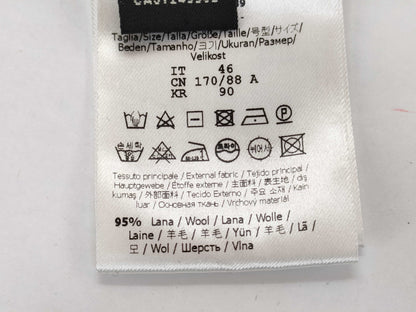 Taglia/Size/Talla/Größe/Taille/号型/サイズ/
Beden/Tamanho/크기/Ukuran/Размер/
Velikost
IT 46
CN 170/88 A
KR 90
Tessuto principale / External fabric / Tejido principal /
Hauptgewebe / Étoffe externe / 主面料 / 表生地 / dış
kumaş / 外部面料 / Tecido Externo / 주요 소재 / Kain
luar / Основная ткань / Vrchový materiál
95% Lana / Wool / Lana / Wolle /
Laine / 羊毛 / 羊毛 / Yün / 羊毛 / Lã /
모 / Wol / Шерсть / Vlna